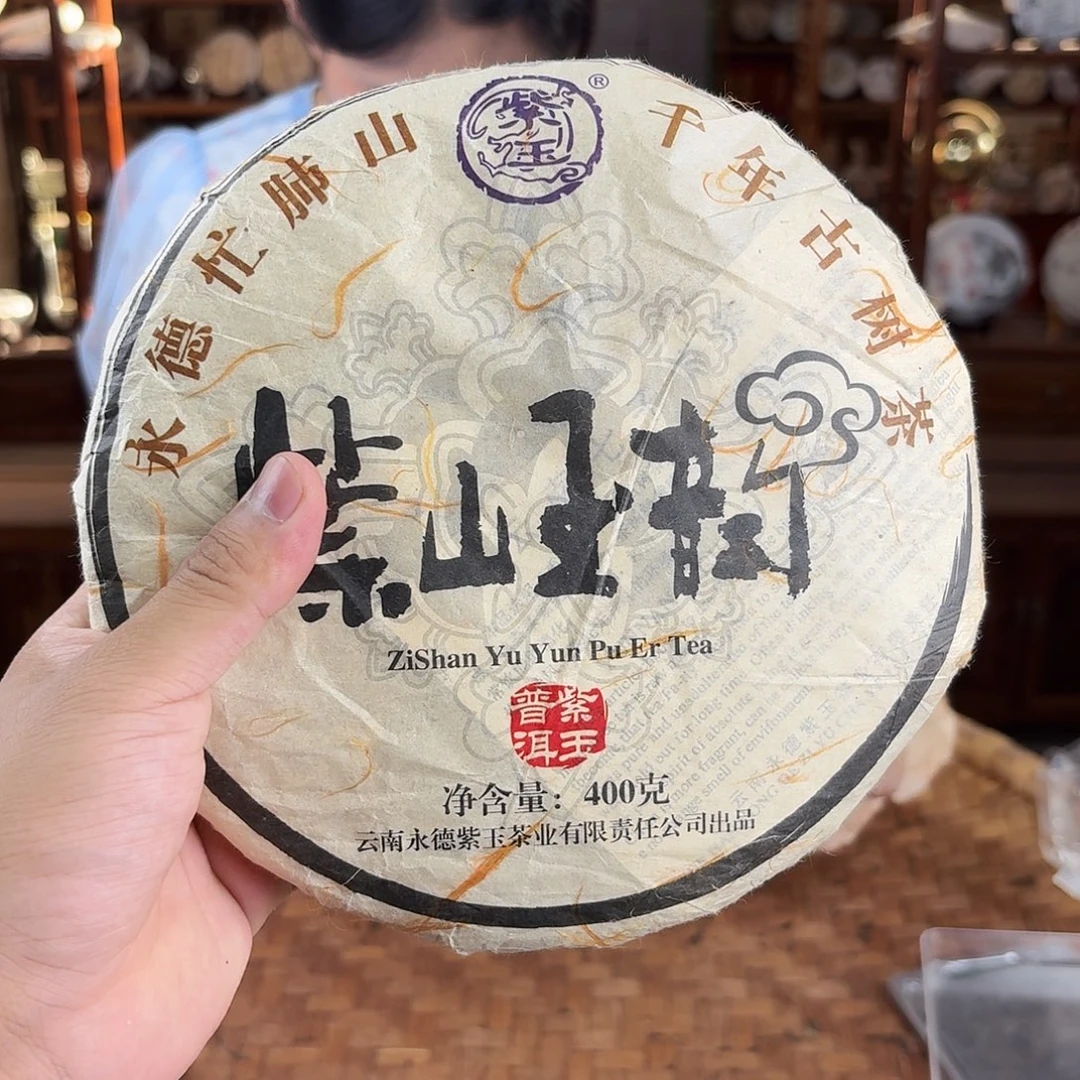 紫玉
®
永德忙肺山
千年古树茶
紫山玉韵
ZiShan Yu Yun Pu Er Tea
紫玉
普洱
净含量：400克
云南永德紫玉茶业有限责任公司出品